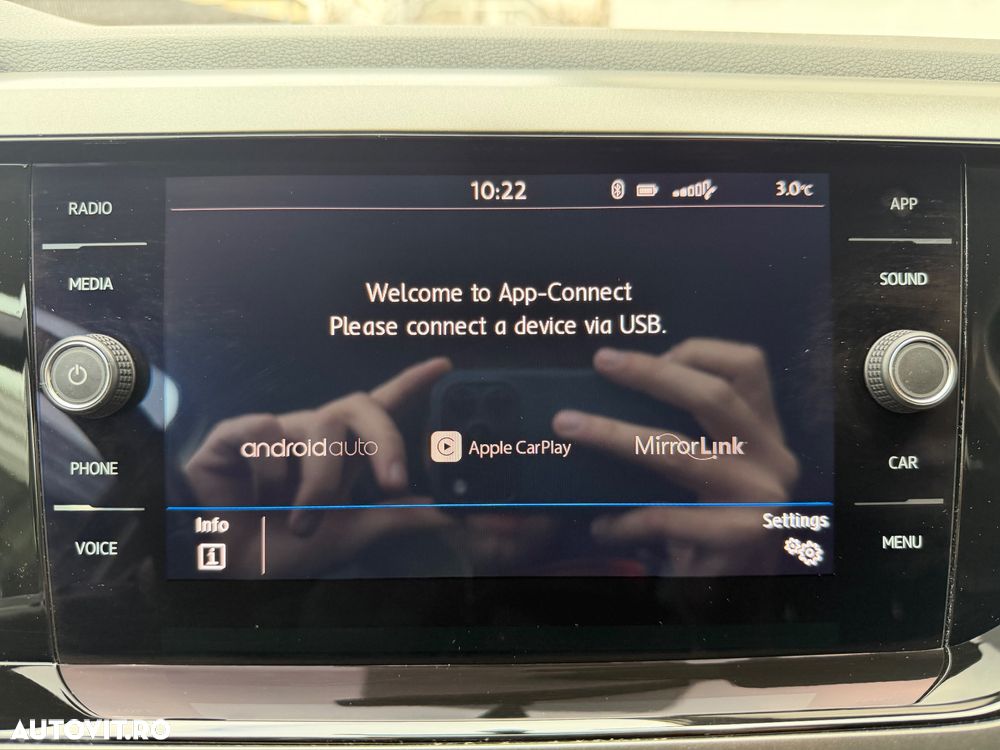 10:22
3.0°C
RADIO
MEDIA
PHONE
VOICE
Welcome to App-Connect
Please connect a device via USB.
androidauto
Apple CarPlay
MirrorLink
Info
i
Settings
APP
SOUND
CAR
MENU
AUTOVIT.RO